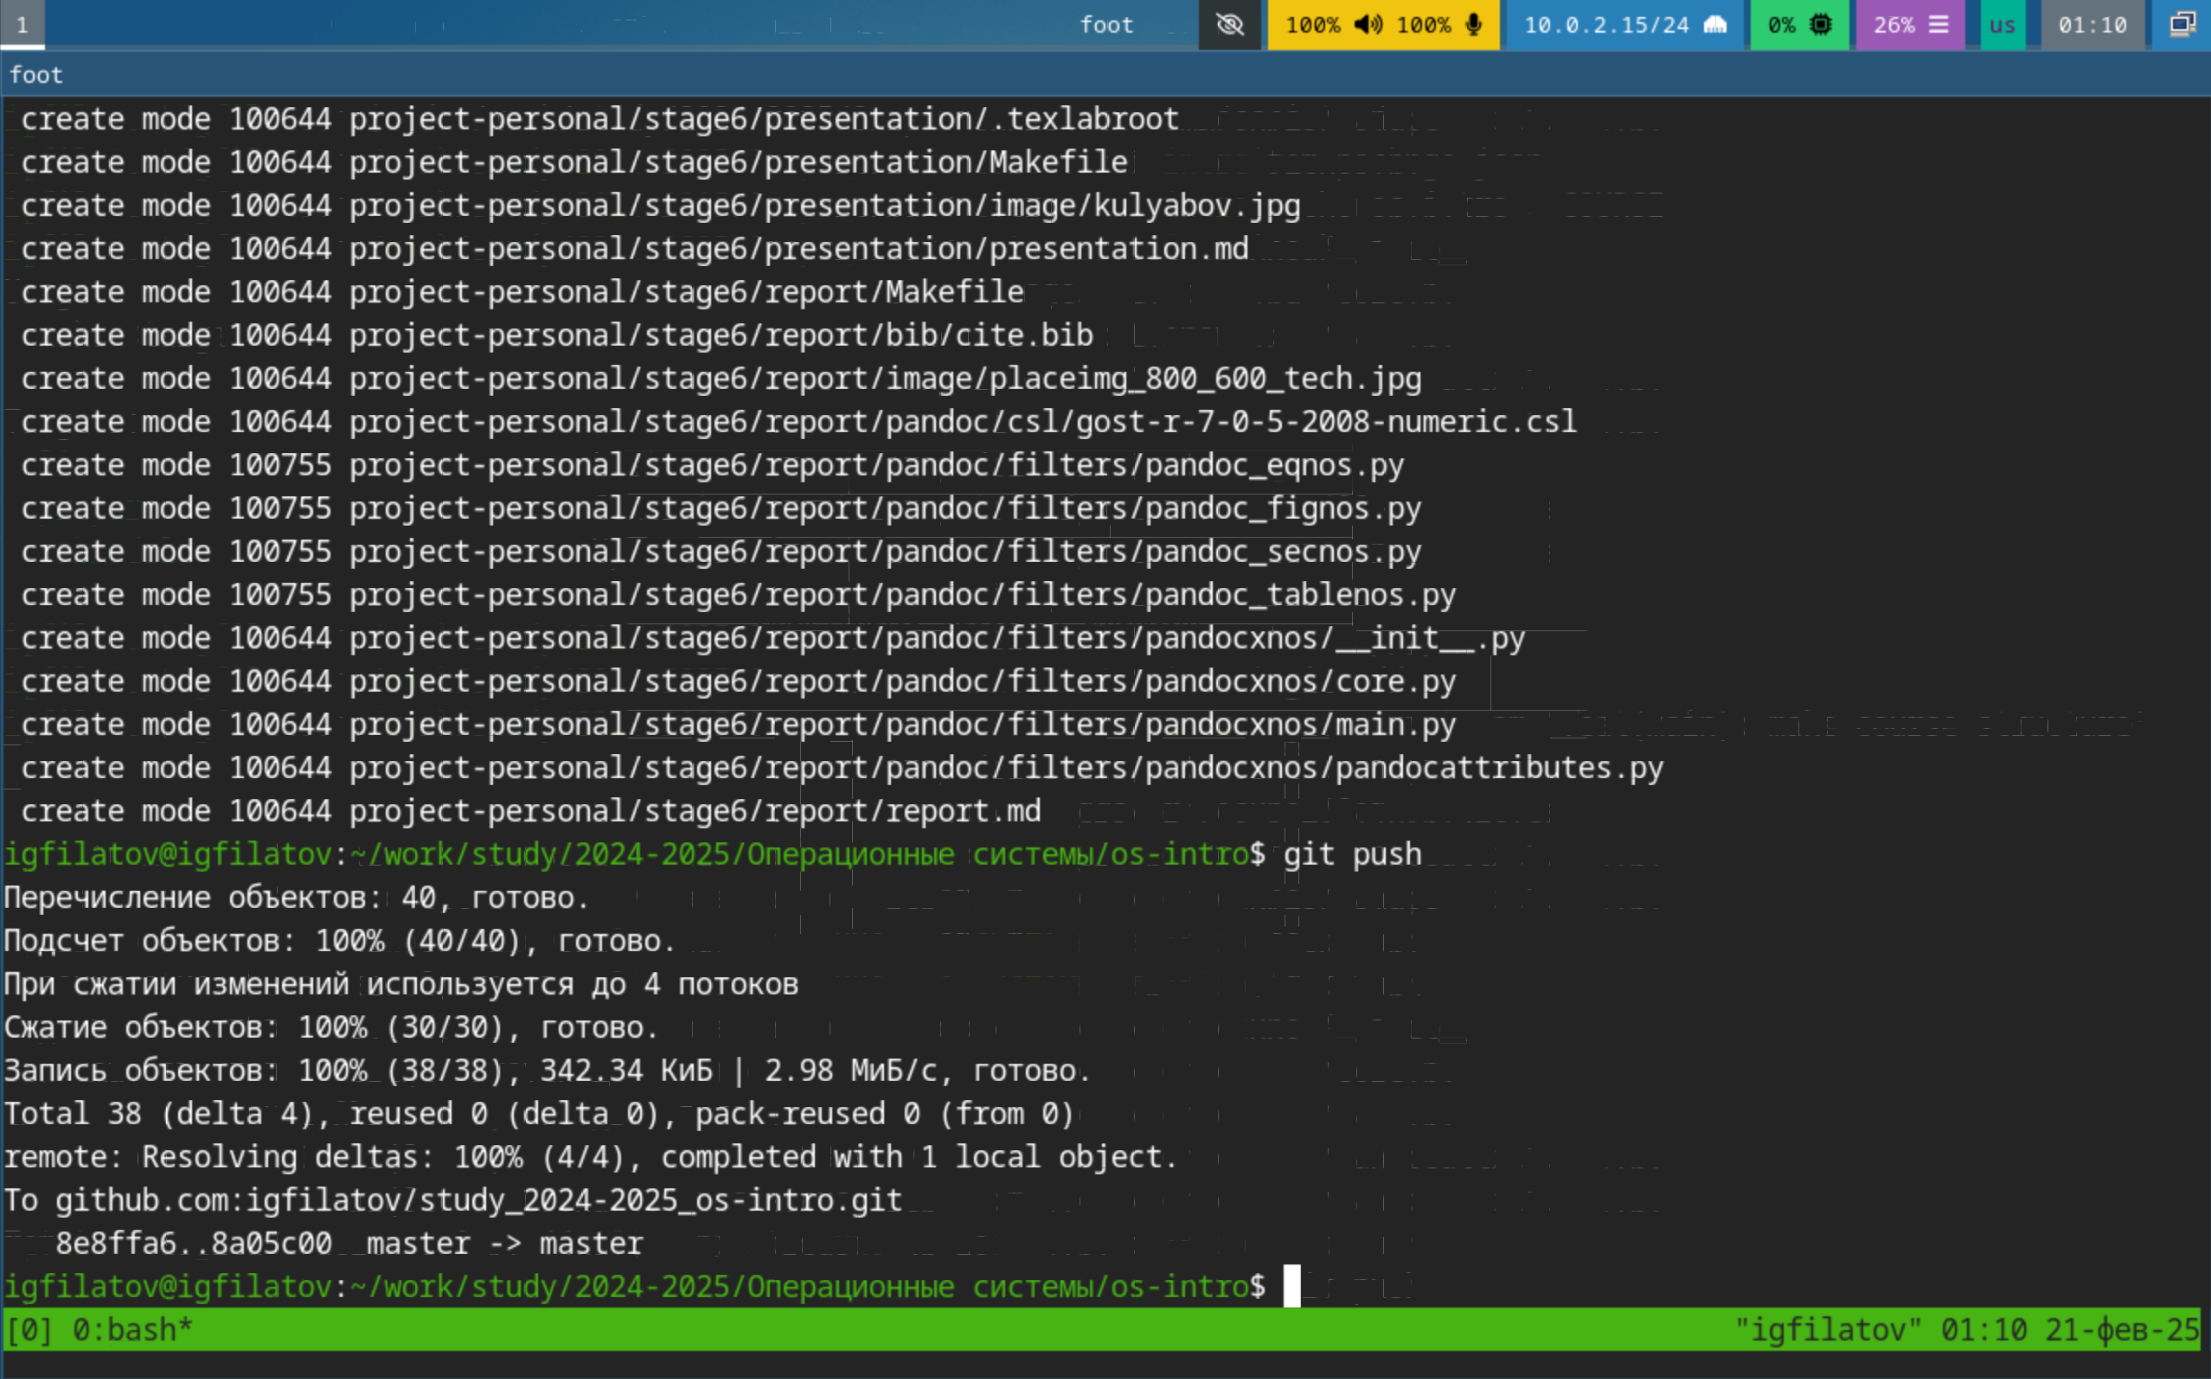 1 foot 100% 100% 10.0.2.15/24 0% 26% us 01:10
foot
create mode 100644 project-personal/stage6/presentation/.texlabroot
create mode 100644 project-personal/stage6/presentation/Makefile
create mode 100644 project-personal/stage6/presentation/image/kulyabov.jpg
create mode 100644 project-personal/stage6/presentation/presentation.md
create mode 100644 project-personal/stage6/report/Makefile
create mode 100644 project-personal/stage6/report/bib/cite.bib
create mode 100644 project-personal/stage6/report/image/placeimg_800_600_tech.jpg
create mode 100644 project-personal/stage6/report/pandoc/csl/gost-r-7-0-5-2008-numeric.csl
create mode 100755 project-personal/stage6/report/pandoc/filters/pandoc_eqnos.py
create mode 100755 project-personal/stage6/report/pandoc/filters/pandoc_fignos.py
create mode 100755 project-personal/stage6/report/pandoc/filters/pandoc_secnos.py
create mode 100755 project-personal/stage6/report/pandoc/filters/pandoc_tablenos.py
create mode 100644 project-personal/stage6/report/pandoc/filters/pandocxnos/__init__.py
create mode 100644 project-personal/stage6/report/pandoc/filters/pandocxnos/core.py
create mode 100644 project-personal/stage6/report/pandoc/filters/pandocxnos/main.py
create mode 100644 project-personal/stage6/report/pandoc/filters/pandocxnos/pandocattributes.py
create mode 100644 project-personal/stage6/report/report.md
igfilatov@igfilatov:~/work/study/2024-2025/Операционные системы/os-intro$ git push
Перечисление объектов: 40, готово.
Подсчет объектов: 100% (40/40), готово.
При сжатии изменений используется до 4 потоков
Сжатие объектов: 100% (30/30), готово.
Запись объектов: 100% (38/38), 342.34 КиБ | 2.98 МиБ/с, готово.
Total 38 (delta 4), reused 0 (delta 0), pack-reused 0 (from 0)
remote: Resolving deltas: 100% (4/4), completed with 1 local object.
To github.com:igfilatov/study_2024-2025_os-intro.git
8e8ffa6..8a05c00 master -> master
igfilatov@igfilatov:~/work/study/2024-2025/Операционные системы/os-intro$
[0] 0:bash* "igfilatov" 01:10 21-фев-25